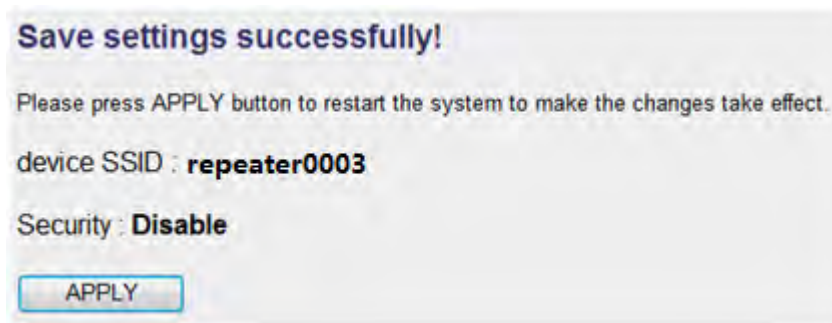 Save settings successfully!
Please press APPLY button to restart the system to make the changes take effect.
device SSID : repeater0003
Security : Disable
APPLY